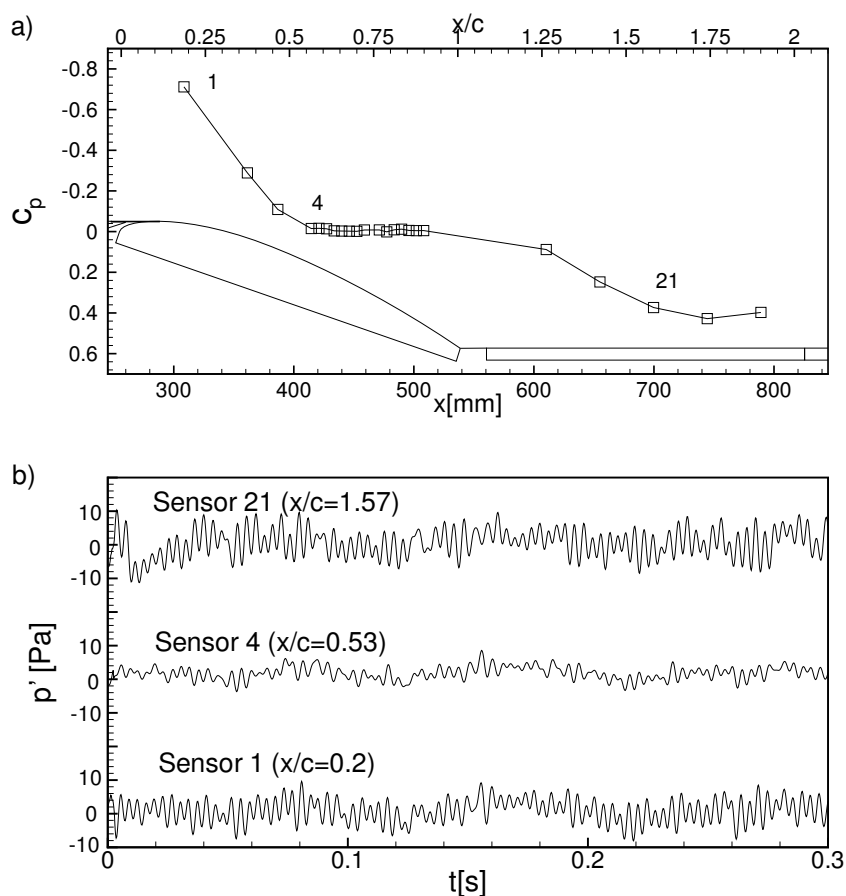 a)
x/c
0 0.25 0.5 0.75 1 1.25 1.5 1.75 2
-0.8
-0.6
-0.4
-0.2
0
0.2
0.4
0.6
cp
1
4
21
300 400 500 600 700 800
x[mm]
b)
Sensor 21 (x/c=1.57)
10
0
-10
Sensor 4 (x/c=0.53)
10
0
-10
Sensor 1 (x/c=0.2)
10
0
-10
p' [Pa]
0 0.1 0.2 0.3
t[s]